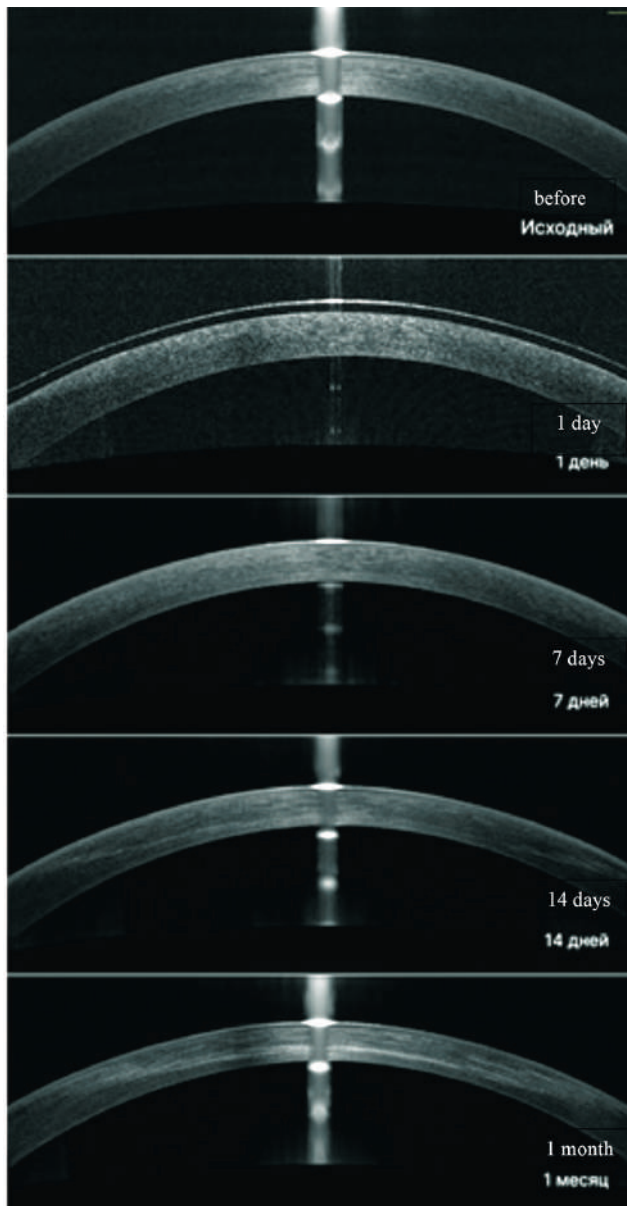 before
Исходный
1 day
1 день
7 days
7 дней
14 days
14 дней
1 month
1 месяц